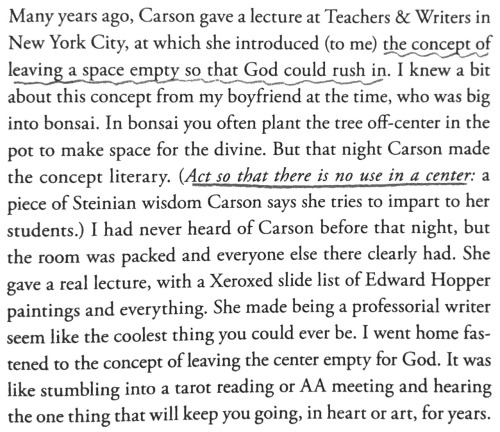 Many years ago, Carson gave a lecture at Teachers & Writers in
New York City, at which she introduced (to me) the concept of
leaving a space empty so that God could rush in. I knew a bit
about this concept from my boyfriend at the time, who was big
into bonsai. In bonsai you often plant the tree off-center in the
pot to make space for the divine. But that night Carson made
the concept literary. (Act so that there is no use in a center: a
piece of Steinian wisdom Carson says she tries to impart to her
students.) I had never heard of Carson before that night, but
the room was packed and everyone else there clearly had. She
gave a real lecture, with a Xeroxed slide list of Edward Hopper
paintings and everything. She made being a professorial writer
seem like the coolest thing you could ever be. I went home fas-
tened to the concept of leaving the center empty for God. It was
like stumbling into a tarot reading or AA meeting and hearing
the one thing that will keep you going, in heart or art, for years.